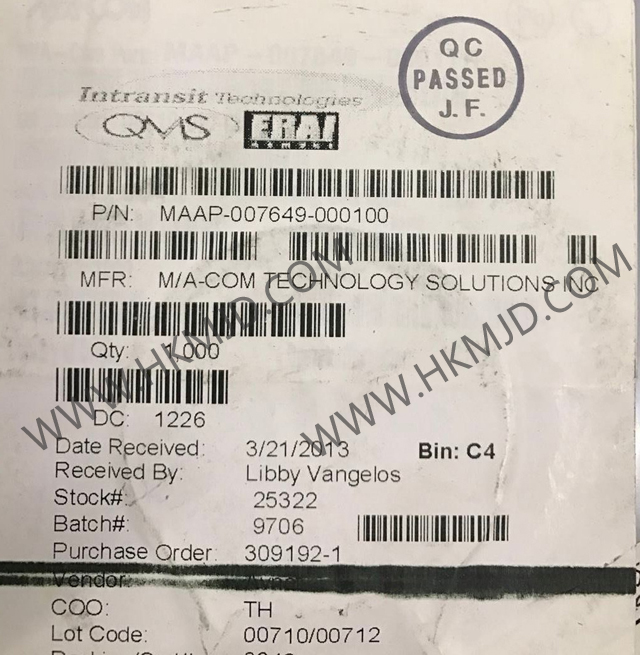 QC
PASSED
J. F.
Intransit Technologies
QMS ERAI
P/N: MAAP-007649-000100
MFR: M/A-COM TECHNOLOGY SOLUTIONS INC
Qty: 1,000
DC: 1226
Date Received: 3/21/2013 Bin: C4
Received By: Libby Vangelos
Stock#: 25322
Batch#: 9706
Purchase Order: 309192-1
Vendor:
COO: TH
Lot Code: 00710/00712
WWW.HKMJD.COM
WWW.HKMJD.COM